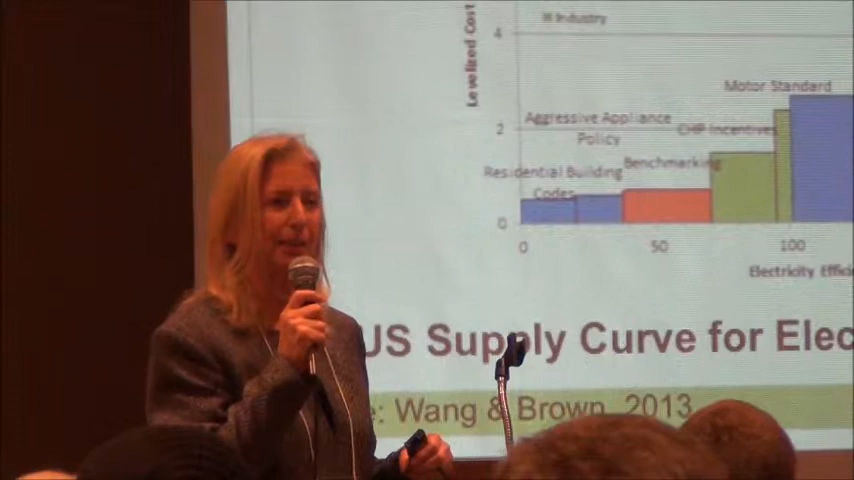 Levelized Cost
4
in Industry
Motor Standard
2
Aggressive Appliance
Policy
CHP Incentives
Residential Building
Codes
Benchmarking
0
0
50
100
Electricity Effici
US Supply Curve for Elec
e: Wang & Brown, 2013